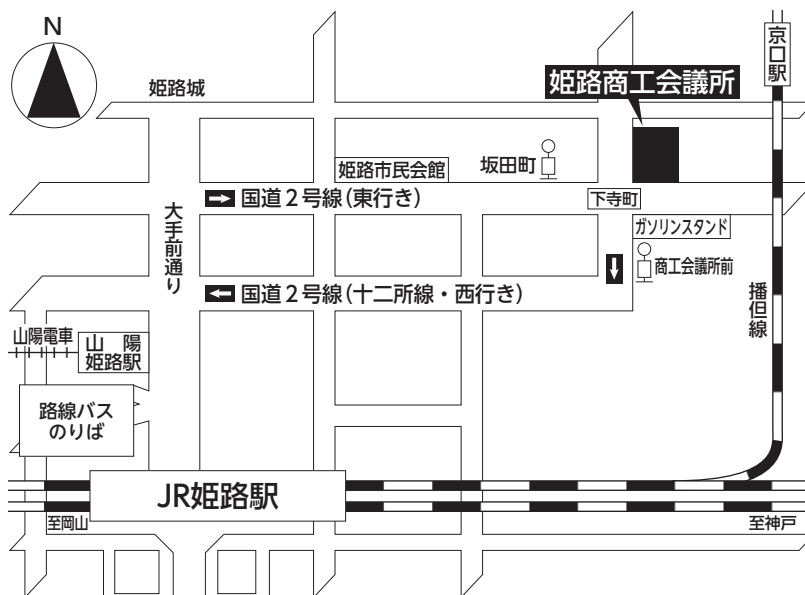 N
京口駅
姫路城
姫路商工会議所
姫路市民会館
坂田町
国道2号線(東行き)
下寺町
大手前通り
ガソリンスタンド
商工会議所前
国道2号線(十二所線・西行き)
播但線
山陽電車
山陽
姫路駅
路線バス
のりば
JR姫路駅
至岡山
至神戸